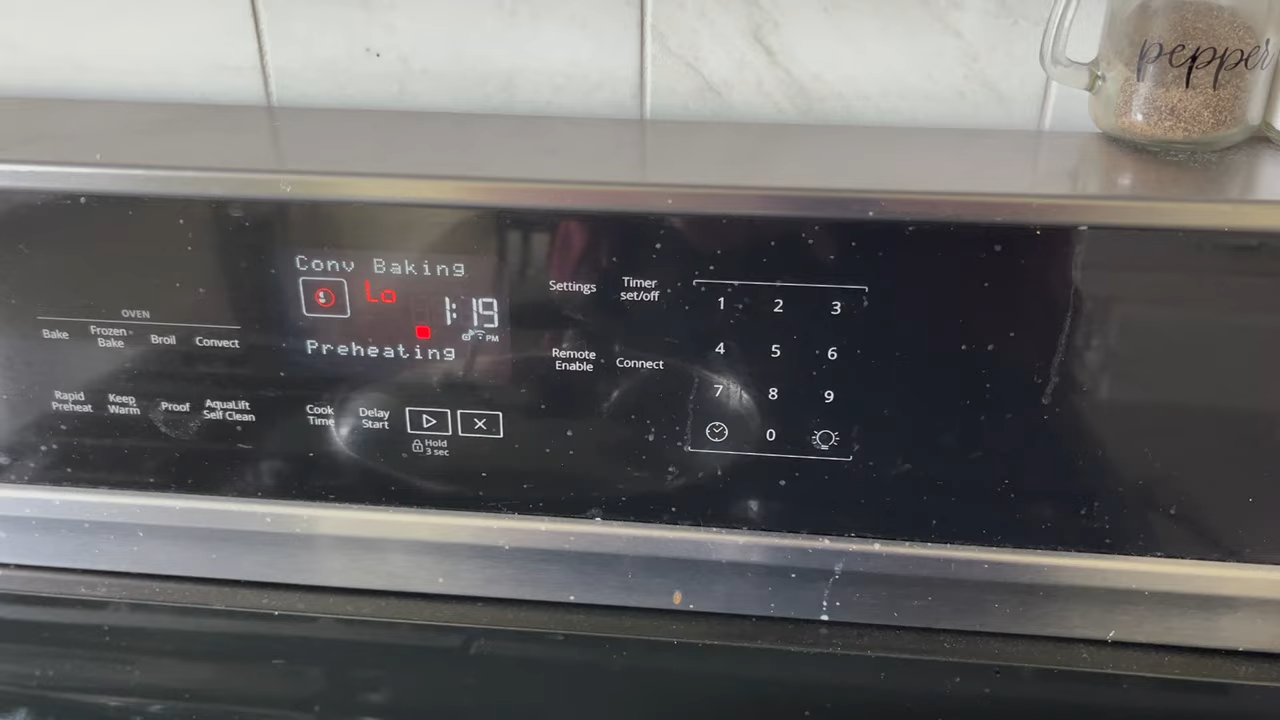 pepper
Conv Baking
Lo
1:19
PM
Preheating
OVEN
Bake
Frozen
Bake
Broil
Convect
Rapid
Preheat
Keep
Warm
Proof
AquaLift
Self Clean
Cook
Time
Delay
Start
Hold
3 sec
Settings
Timer
set/off
Remote
Enable
Connect
1 2 3
4 5 6
7 8 9
0